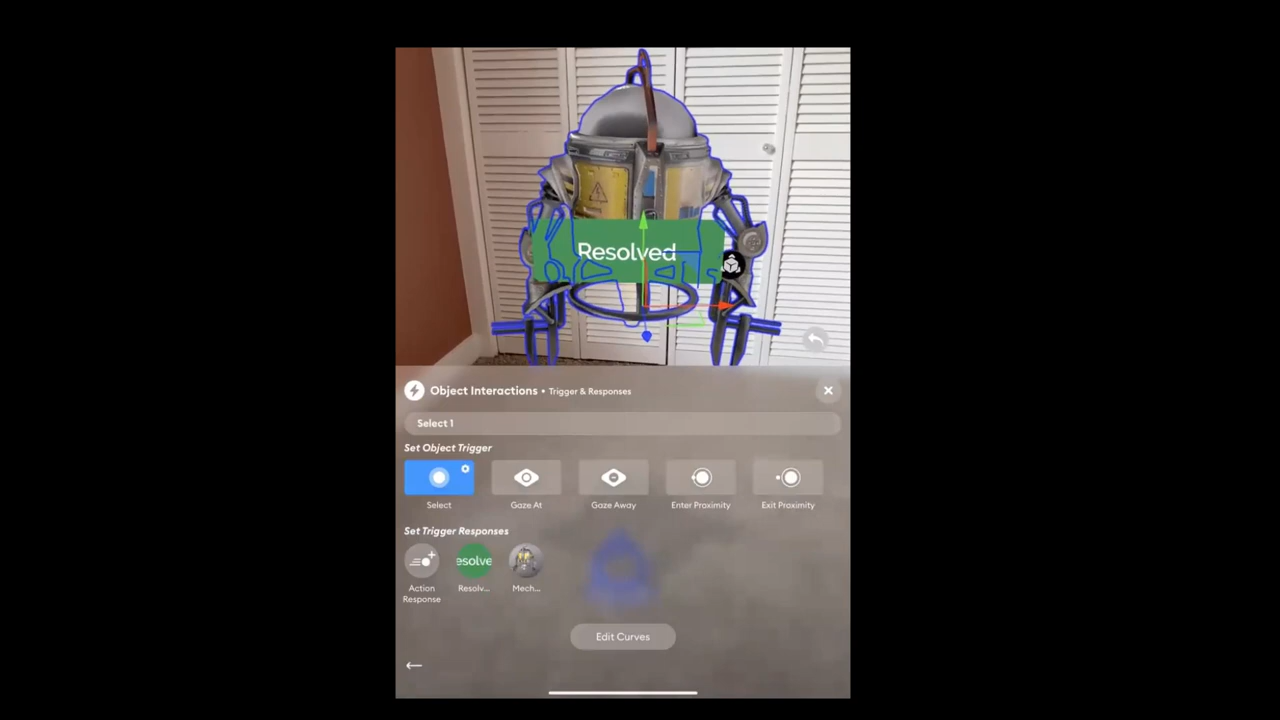 Resolved
Object Interactions • Trigger & Responses
Select 1
Set Object Trigger
Select
Gaze At
Gaze Away
Enter Proximity
Exit Proximity
Set Trigger Responses
esolve
Action
Response
Resolv...
Mech...
Edit Curves